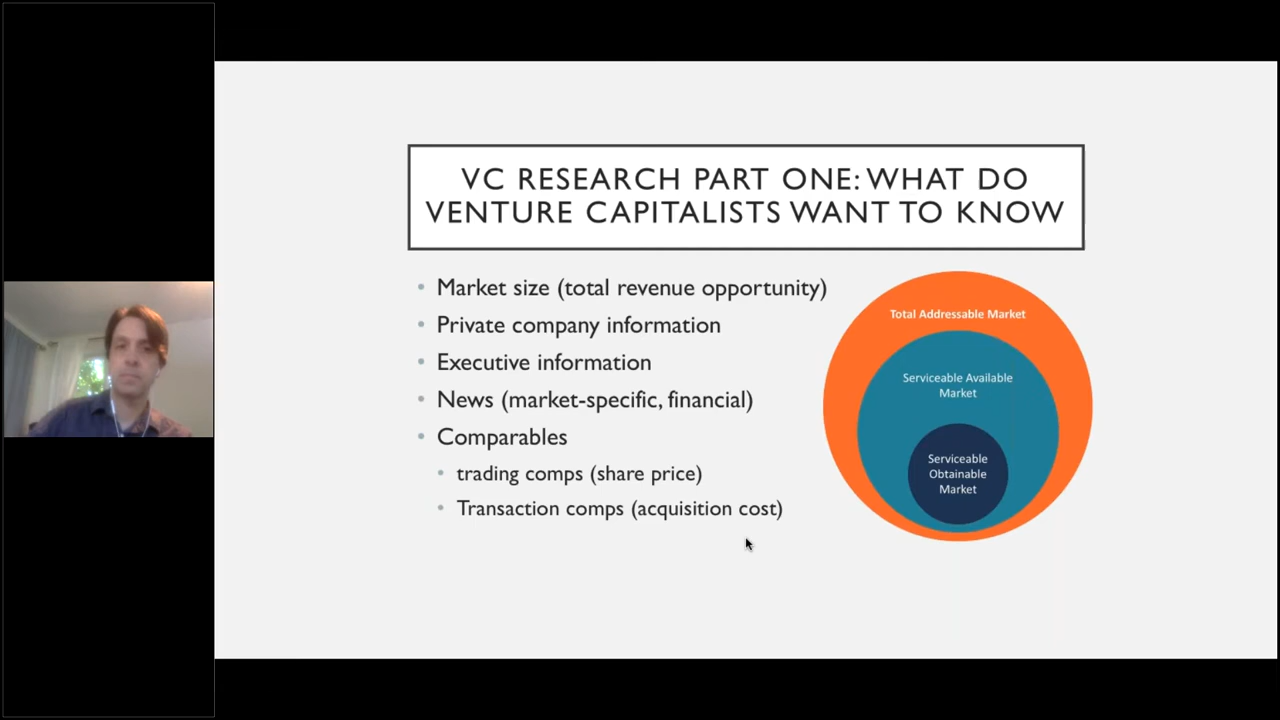 VC RESEARCH PART ONE: WHAT DO
VENTURE CAPITALISTS WANT TO KNOW
• Market size (total revenue opportunity)
• Private company information
• Executive information
• News (market-specific, financial)
• Comparables
• trading comps (share price)
• Transaction comps (acquisition cost)
Total Addressable Market
Serviceable Available
Market
Serviceable
Obtainable
Market